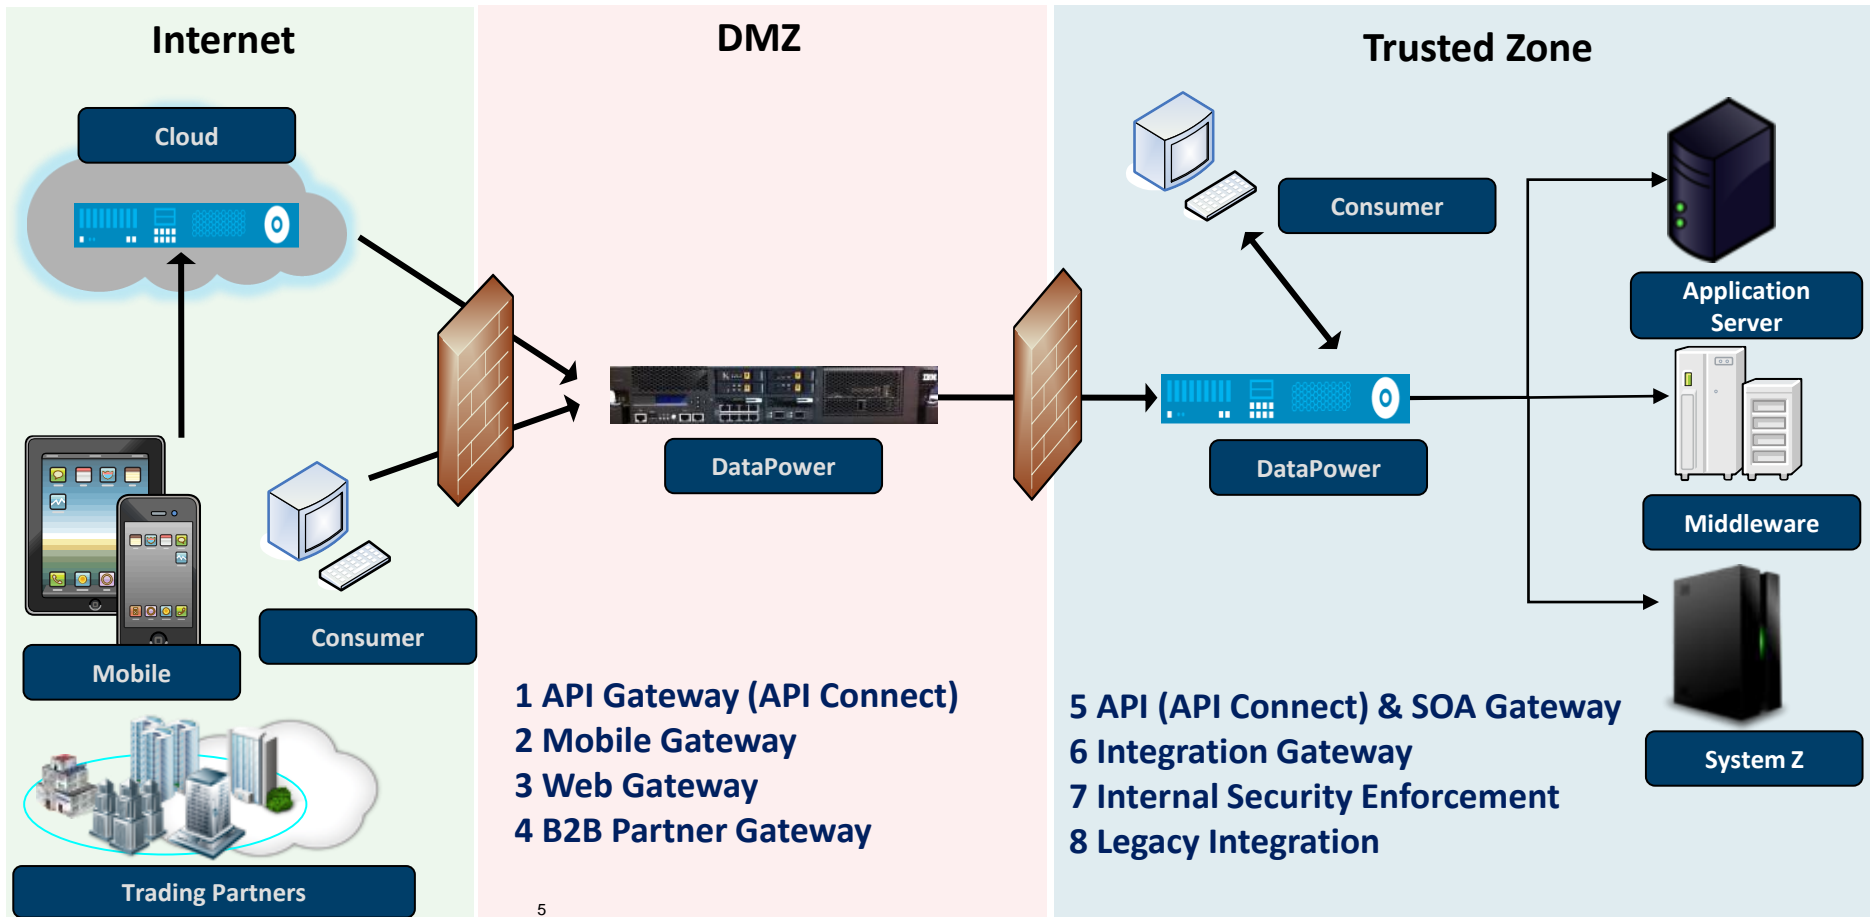 Internet
DMZ
Trusted Zone
Cloud
Consumer
Application
Server
DataPower
DataPower
Middleware
Consumer
Mobile
System Z
Trading Partners
1 API Gateway (API Connect)
2 Mobile Gateway
3 Web Gateway
4 B2B Partner Gateway
5 API (API Connect) & SOA Gateway
6 Integration Gateway
7 Internal Security Enforcement
8 Legacy Integration
5